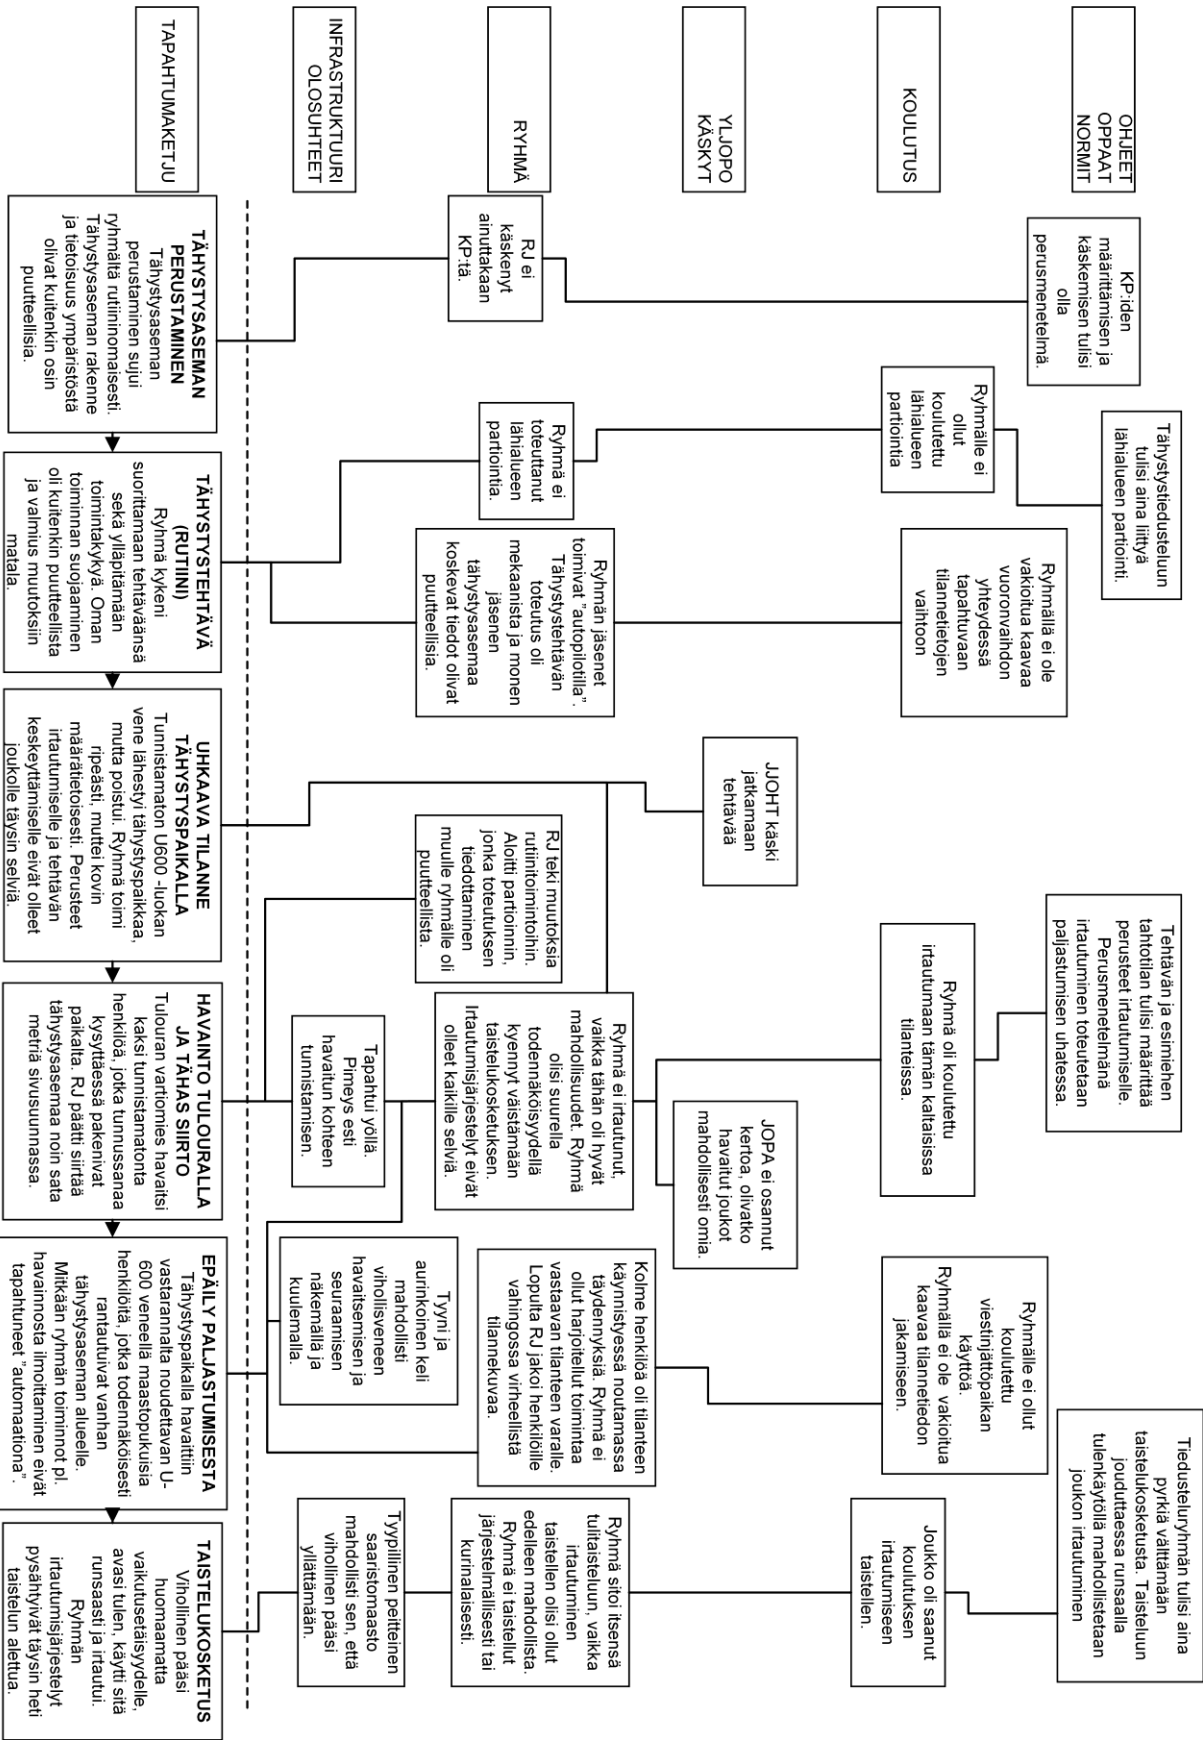 OHJEET
OPPAAT
NORMIT
KP:iden
määrittämisen ja
käskemisen tulisi
olla
perusmenetelmä.
Tähystystiedusteluun
tulisi aina liittyä
lähialueen partiointi.
Tehtävän ja esimiehen
tahtotilan tulisi määrittää
perusteet irtautumiselle.
Perusmenetelmänä
irtautuminen toteutetaan
paljastumisen uhatessa.
Tiedusteluryhmän tulisi aina
pyrkiä välttämään
taistelukosketusta. Taisteluun
jouduttaessa runsaalla
tulenkäytöllä mahdollistetaan
joukon irtautuminen
KOULUTUS
Ryhmälle ei
ollut
koulutettu
lähialueen
partiointia
Ryhmällä ei ole
vakioitua kaavaa
vuoronvaihdon
yhteydessä
tapahtuvaan
tilannetietojen
vaihtoon
Ryhmä oli koulutettu
irtautumaan tämän kaltaisissa
tilanteissa.
Ryhmälle ei ollut
koulutettu
viestinjättöpaikan
käyttöä.
Ryhmällä ei ole vakioitua
kaavaa tilannetiedon
jakamiseen.
Joukko oli saanut
koulutuksen
irtautumiseen
taistellen.
YLJOPO
KÄSKYT
JJOHT käski
jatkamaan
tehtävää
JOPA ei osannut
kertoa, olivatko
havaitut joukot
mahdollisesti omia.
RYHMÄ
RJ ei
käskenyt
ainuttakaan
KP:tä.
Ryhmä ei
toteuttanut
lähialueen
partiointia.
Ryhmän jäsenet
toimivat ”autopilotilla”.
Tähystystehtävän
toteutus oli
mekaanista ja monen
jäsenen
tähystysasemaa
koskevat tiedot olivat
puutteellisia.
RJ teki muutoksia
rutiinitoimintoihin.
Aloitti partioinnin,
jonka toteutuksen
tiedottaminen
muulle ryhmälle oli
puutteellista.
Ryhmä ei irtautunut,
vaikka tähän oli hyvät
mahdollisuudet. Ryhmä
olisi suurella
todennäköisyydellä
kyennyt väistämään
taistelukosketuksen.
Irtautumisjärjestelyt eivät
olleet kaikille selviä.
Kolme henkilöä oli tilanteen
käynnistyessä noutamassa
täydennyksiä. Ryhmä ei
ollut harjoitellut toimintaa
vastaavan tilanteen varalle.
Lopulta RJ jakoi henkilöille
vahingossa virheellistä
tilannekuvaa.
Ryhmä sitoi itsensä
tulitaisteluun, vaikka
irtautuminen
taistellen olisi ollut
edelleen mahdollista.
Ryhmä ei taistellut
järjestelmällisesti tai
kurinalaisesti.
INFRASTRUKTUURI
OLOSUHTEET
Tapahtui yöllä.
Pimeys esti
havaitun kohteen
tunnistamisen.
Tyyni ja
aurinkoinen keli
mahdollisti
vihollisveneen
havaitsemisen ja
seuraamisen
näkemällä ja
kuulemalla.
Tyypillinen peitteinen
saaristomaasto
mahdollisti sen, että
vihollinen pääsi
yllättämään.
TAPAHTUMAKETJU
TÄHYSTYSASEMAN
PERUSTAMINEN
Tähystysaseman
perustaminen sujui
ryhmältä rutiininomaisesti.
Tähystysaseman rakenne
ja tietoisuus ympäristöstä
olivat kuitenkin osin
puutteellisia.
TÄHYSTYSTEHTÄVÄ
(RUTIINI)
Ryhmä kykeni
suorittamaan tehtäväänsä
sekä ylläpitämään
toimintakykyä. Oman
toiminnan suojaaminen
oli kuitenkin puutteellista
ja valmius muutoksiin
matala.
UHKAAVA TILANNE
TÄHYSTYSPAIKALLA
Tunnistamaton U600 -luokan
vene lähestyi tähystyspaikkaa,
mutta poistui. Ryhmä toimi
ripeästi, muttei kovin
määrätietoisesti. Perusteet
irtautumiselle ja tehtävän
keskeyttämiselle eivät olleet
joukolle täysin selviä.
HAVAINTO TULOURALLA
JA TÄHAS SIIRTO
Tulouran vartiomies havaitsi
kaksi tunnistamatonta
henkilöä, jotka tunnussanaa
kysyttäessä pakenivat
paikalta. RJ päätti siirtää
tähystysasemaa noin sata
metriä sivusuunnassa.
EPÄILY PALJASTUMISESTA
Tähystyspaikalla havaittiin
vastarannalta noudettavan U-
600 veneellä maastopukuisia
henkilöitä, jotka todennäköisesti
rantautuivat vanhan
tähystysaseman alueelle.
Mitkään ryhmän toiminnot pl.
havainnosta ilmoittaminen eivät
tapahtuneet ”automaationa”.
TAISTELUKOSKETUS
Vihollinen pääsi
huomaamatta
vaikutusetäisyydelle,
avasi tulen, käytti sitä
runsaasti ja irtautui.
Ryhmän
irtautumisjärjestelyt
pysähtyivät täysin heti
taistelun alettua.